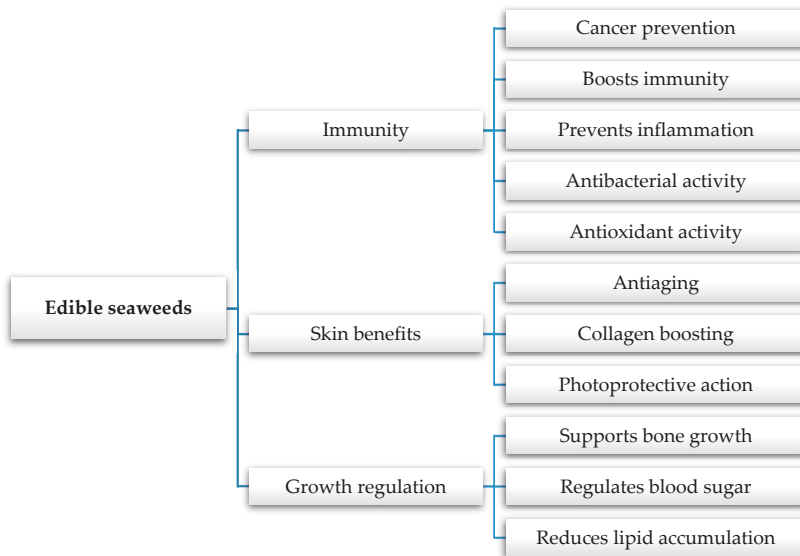 Edible seaweeds
Immunity
Cancer prevention
Boosts immunity
Prevents inflammation
Antibacterial activity
Antioxidant activity
Skin benefits
Antiaging
Collagen boosting
Photoprotective action
Growth regulation
Supports bone growth
Regulates blood sugar
Reduces lipid accumulation